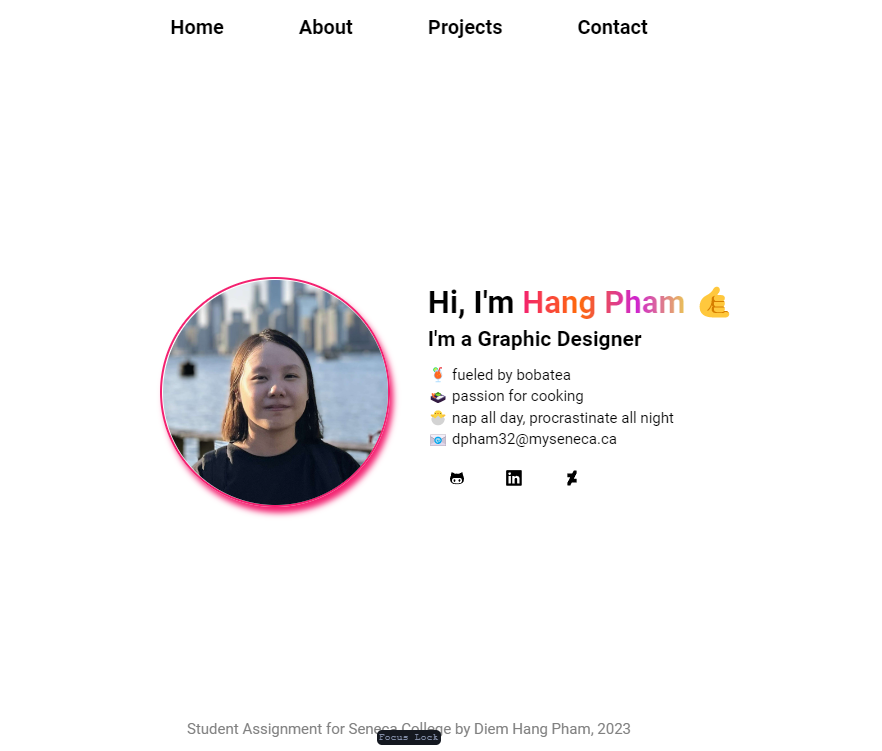 Home About Projects Contact
Hi, I'm Hang Pham 🤙
I'm a Graphic Designer
🍹 fueled by bobatea
🍱 passion for cooking
🐣 nap all day, procrastinate all night
📧 dpham32@myseneca.ca
in
Student Assignment for Seneca College by Diem Hang Pham, 2023
Focus Lock